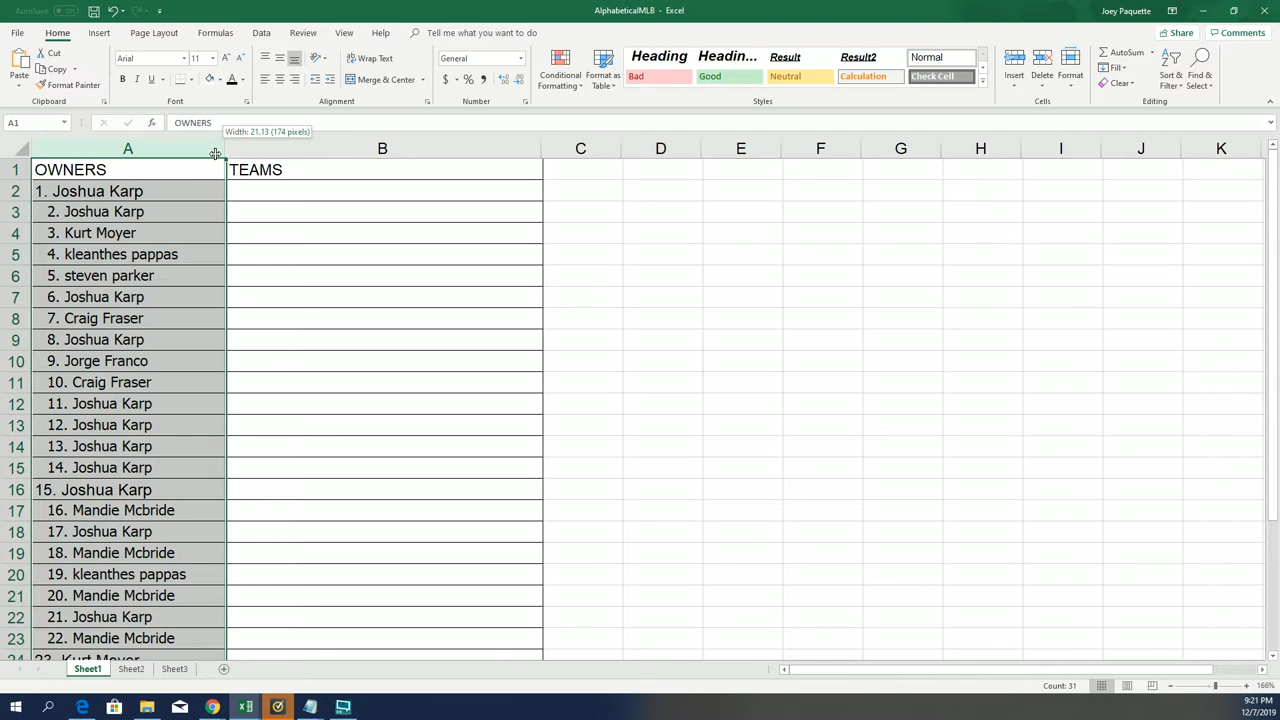 AutoSave Off
AlphabeticalMLB - Excel
Joey Paquette
File Home Insert Page Layout Formulas Data Review View Help Tell me what you want to do Share Comments
Paste Cut Copy Format Painter Clipboard
Arial 11 B I U A Font
Wrap Text Merge & Center Alignment
General $ % Number
Conditional Formatting Format as Table
Heading Headin... Result Result2 Normal
Bad Good Neutral Calculation Check Cell
Styles
Insert Delete Format Cells
AutoSum Fill Clear Sort & Filter Find & Select Editing
A1 fx OWNERS
Width: 21.13 (174 pixels)
A B C D E F G H I J K
1 OWNERS TEAMS
2 1. Joshua Karp
3 2. Joshua Karp
4 3. Kurt Moyer
5 4. kleanthes pappas
6 5. steven parker
7 6. Joshua Karp
8 7. Craig Fraser
9 8. Joshua Karp
10 9. Jorge Franco
11 10. Craig Fraser
12 11. Joshua Karp
13 12. Joshua Karp
14 13. Joshua Karp
15 14. Joshua Karp
16 15. Joshua Karp
17 16. Mandie Mcbride
18 17. Joshua Karp
19 18. Mandie Mcbride
20 19. kleanthes pappas
21 20. Mandie Mcbride
22 21. Joshua Karp
23 22. Mandie Mcbride
24 23. Kurt Moyer
Sheet1 Sheet2 Sheet3
Count: 31 166%
9:21 PM
12/7/2019